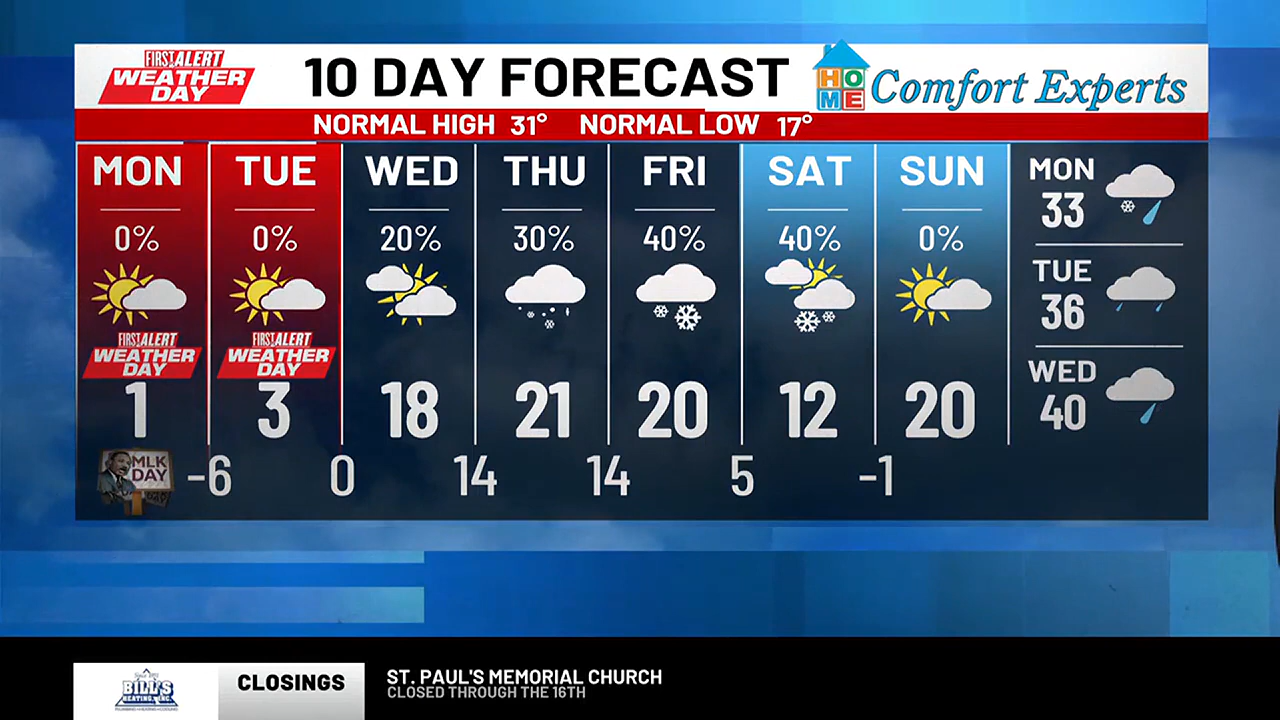 FIRST ALERT
WEATHER
DAY
10 DAY FORECAST
HOME
Comfort Experts
NORMAL HIGH 31° NORMAL LOW 17°
MON TUE WED THU FRI SAT SUN
0% 0% 20% 30% 40% 40% 0%
FIRST ALERT
WEATHER
DAY
FIRST ALERT
WEATHER
DAY
1 3 18 21 20 12 20
MLK
DAY
-6 0 14 14 5 -1
MON
33
TUE
36
WED
40
BILL'S
HEATING, INC.
CLOSINGS
ST. PAUL'S MEMORIAL CHURCH
CLOSED THROUGH THE 16TH